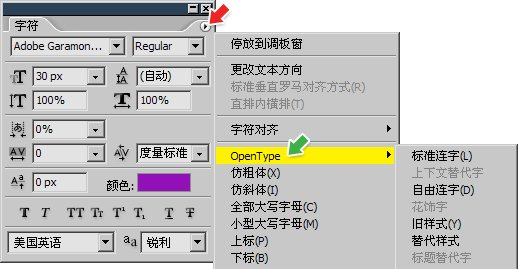 字符
Adobe Garamon... Regular
30 px (自动)
100% 100%
0%
0 度量标准
0 px 颜色:
T T TT Tt T¹ T₁ T T
美国英语 aa 锐利
停放到调板窗
更改文本方向
标准垂直罗马对齐方式(R)
直排内横排(T)
字符对齐
OpenType
仿粗体(X)
仿斜体(I)
全部大写字母(C)
小型大写字母(M)
上标(P)
下标(B)
标准连字(L)
上下文替代字
自由连字(D)
花饰字
旧样式(Y)
替代样式
标题替代字